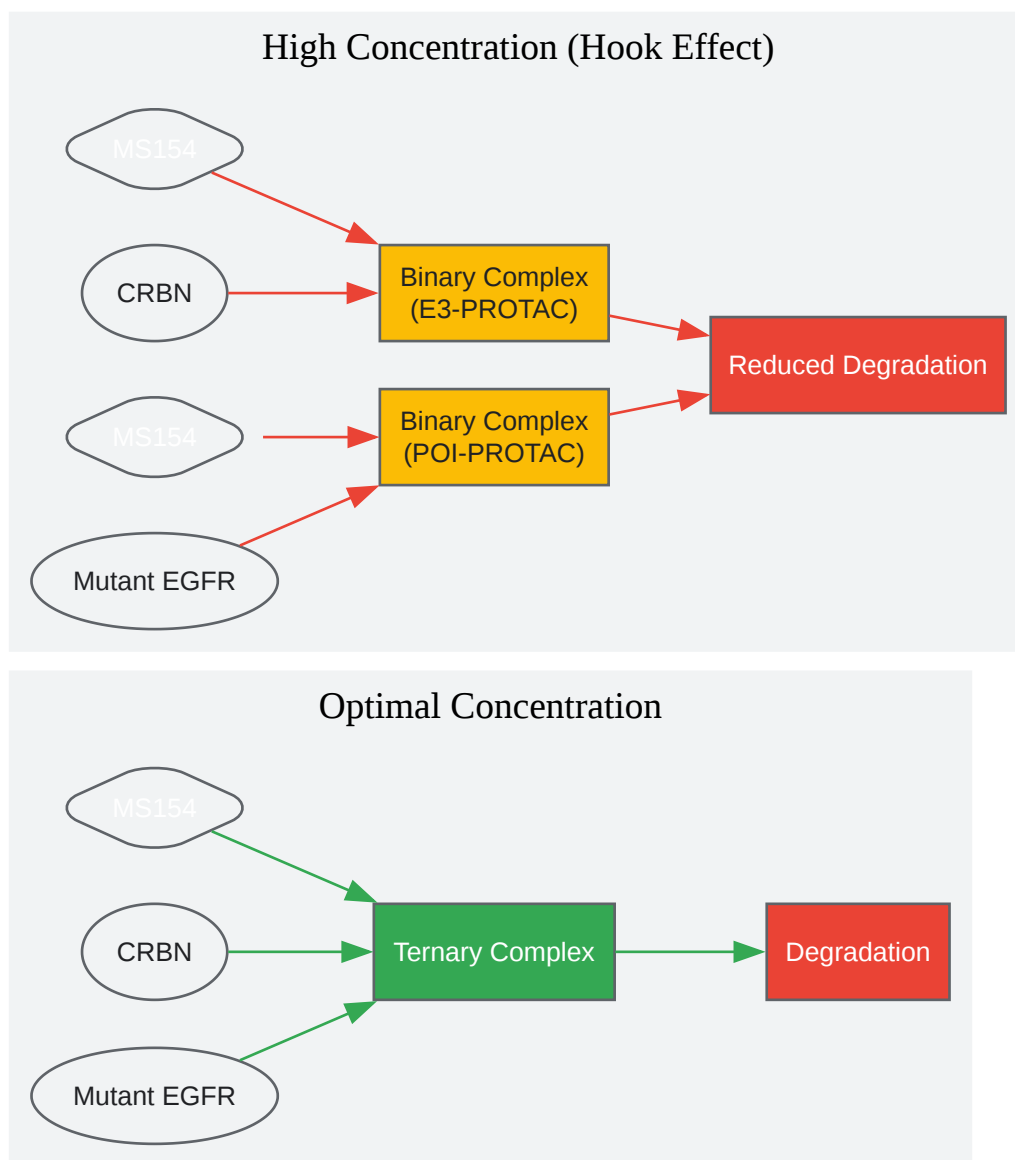 High Concentration (Hook Effect)
MS154
CRBN
Binary Complex
(E3-PROTAC)
Reduced Degradation
MS154
Binary Complex
(POI-PROTAC)
Mutant EGFR
Optimal Concentration
MS154
CRBN
Ternary Complex
Degradation
Mutant EGFR